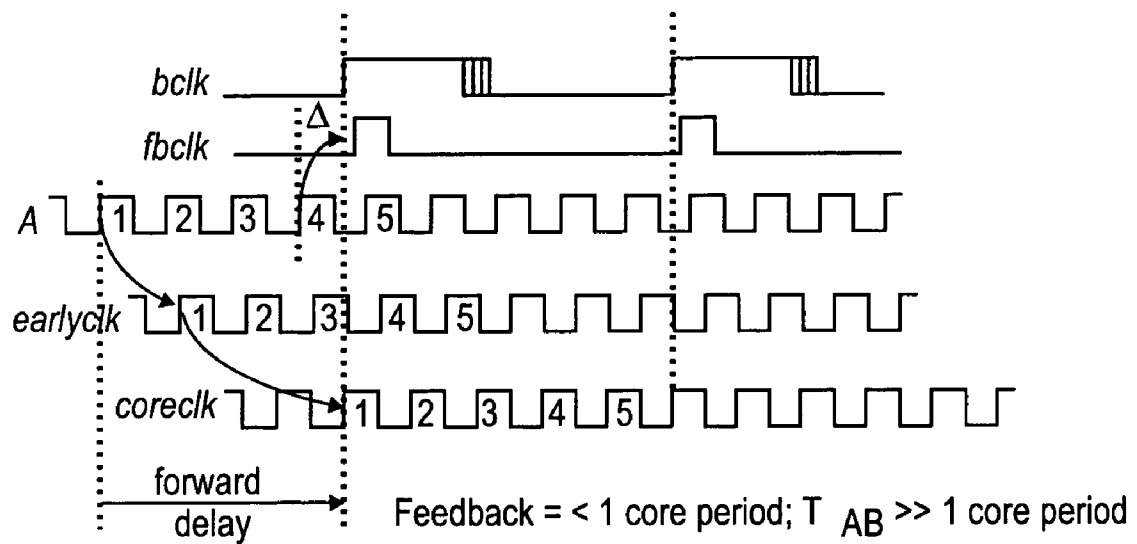 bclk
Δ
fbclk
A 1 2 3 4 5
earlyclk 1 2 3 4 5
coreclk 1 2 3 4 5
forward
delay
Feedback = < 1 core period; T AB >> 1 core period